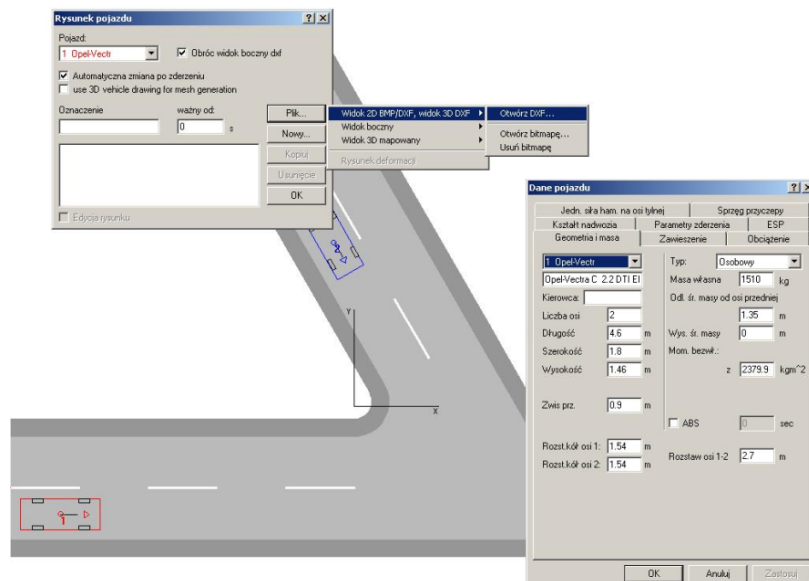 Rysunek pojazdu
Pojazd:
1 Opel-Vectr
Obróc widok boczny dxf
Automatyczna zmiana po zderzeniu
use 3D vehicle drawing for mesh generation
Oznaczenie
ważny od:
0 s
Plik...
Nowy...
Kopiuj
Usunięcie
OK
Edycja rysunku
Widok 2D BMP/DXF, widok 3D DXF
Widok boczny
Widok 3D mapowany
Rysunek deformacji
Otwórz DXF...
Otwórz bitmapę...
Usuń bitmapę
Y
X
2
1
Dane pojazdu
Jedn. siła ham. na osi tylnej
Sprzęg przyczepy
Kształt nadwozia
Parametry zderzenia
ESP
Geometria i masa
Zawieszenie
Obciążenie
1 Opel-Vectr
Opel-Vectra C 2.2 DTI El
Kierowca:
Liczba osi 2
Długość 4.6 m
Szerokość 1.8 m
Wysokość 1.46 m
Zwis prz. 0.9 m
Rozst.kół osi 1: 1.54 m
Rozst.kół osi 2: 1.54 m
Typ: Osobowy
Masa własna 1510 kg
Odl. śr. masy od osi przedniej
1.35 m
Wys. śr. masy 0 m
Mom. bezwł.:
z 2379.9 kgm^2
ABS 0 sec
Rozstaw osi 1-2 2.7 m
OK
Anuluj
Zastosuj